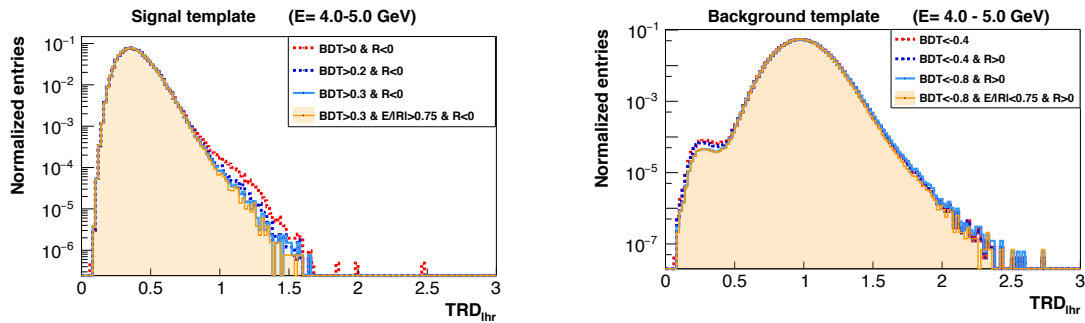 Signal template (E= 4.0-5.0 GeV)
Normalized entries
10⁻¹
10⁻²
10⁻³
10⁻⁴
10⁻⁵
10⁻⁶
BDT>0 & R<0
BDT>0.2 & R<0
BDT>0.3 & R<0
BDT>0.3 & E/IRI>0.75 & R<0
0 0.5 1 1.5 2 2.5 3
TRD_lhr
Background template (E= 4.0 - 5.0 GeV)
Normalized entries
10⁻¹
10⁻³
10⁻⁵
10⁻⁷
BDT<-0.4
BDT<-0.4 & R>0
BDT<-0.8 & R>0
BDT<-0.8 & E/IRI<0.75 & R>0
0 0.5 1 1.5 2 2.5 3
TRD_lhr